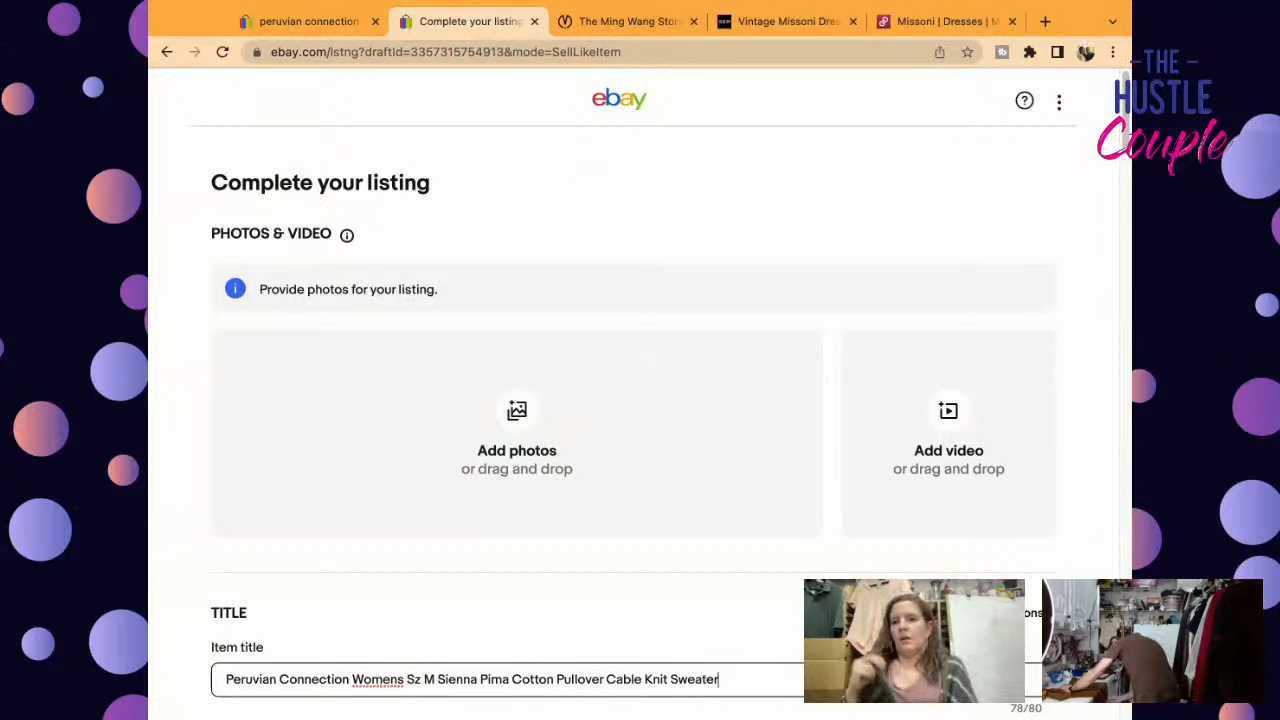 peruvian connection
Complete your listing
The Ming Wang Stor
Vintage Missoni Dre
Missoni | Dresses | M
ebay.com/lstng?draftId=3357315754913&mode=SellLikeItem
THE
HUSTLE
Couple
ebay
Complete your listing
PHOTOS & VIDEO
Provide photos for your listing.
Add photos
or drag and drop
Add video
or drag and drop
TITLE
ons
Item title
Peruvian Connection Womens Sz M Sienna Pima Cotton Pullover Cable Knit Sweater
78/80